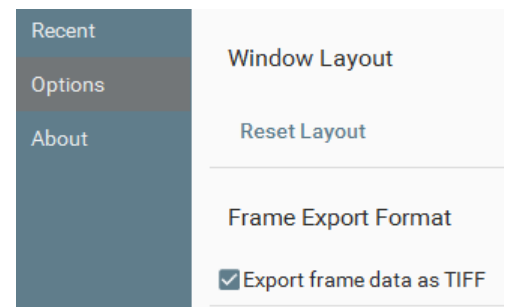 Recent
Options
About
Window Layout
Reset Layout
Frame Export Format
Export frame data as TIFF